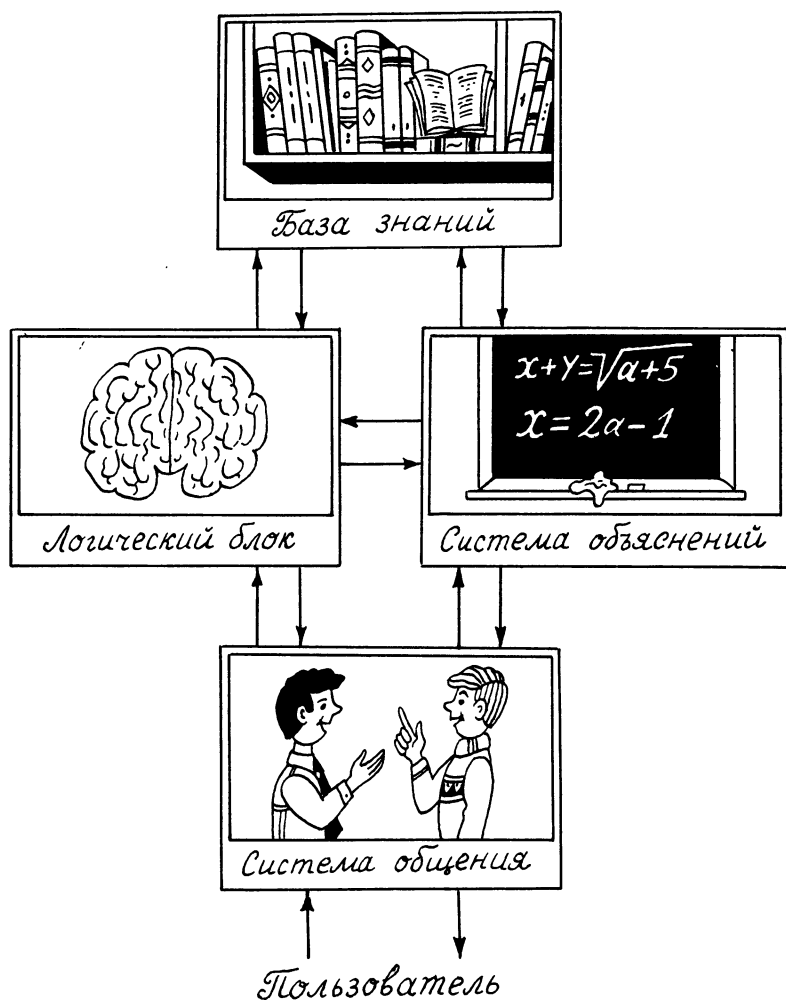 База знаний
x+y=√a+5
x=2a-1
Логический блок
Система объяснений
Система общения
Пользователь